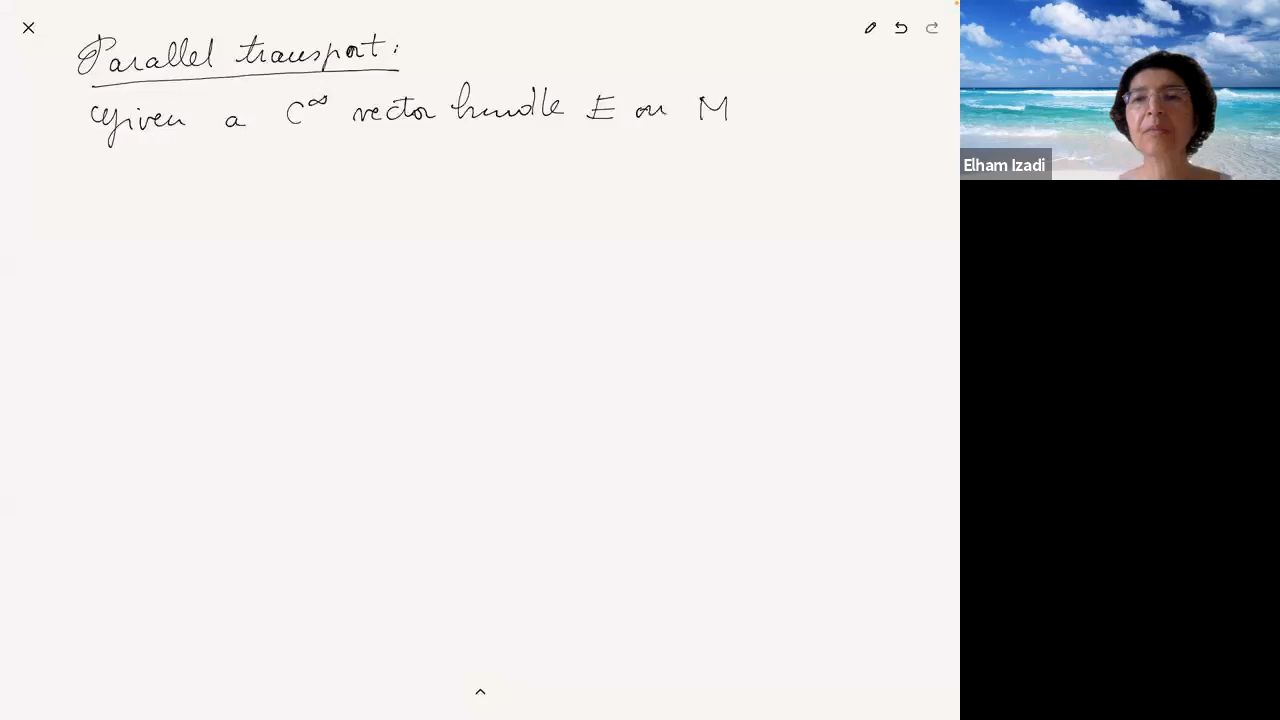 Parallel transport:
Given a C^∞ vector bundle E on M
Elham Izadi